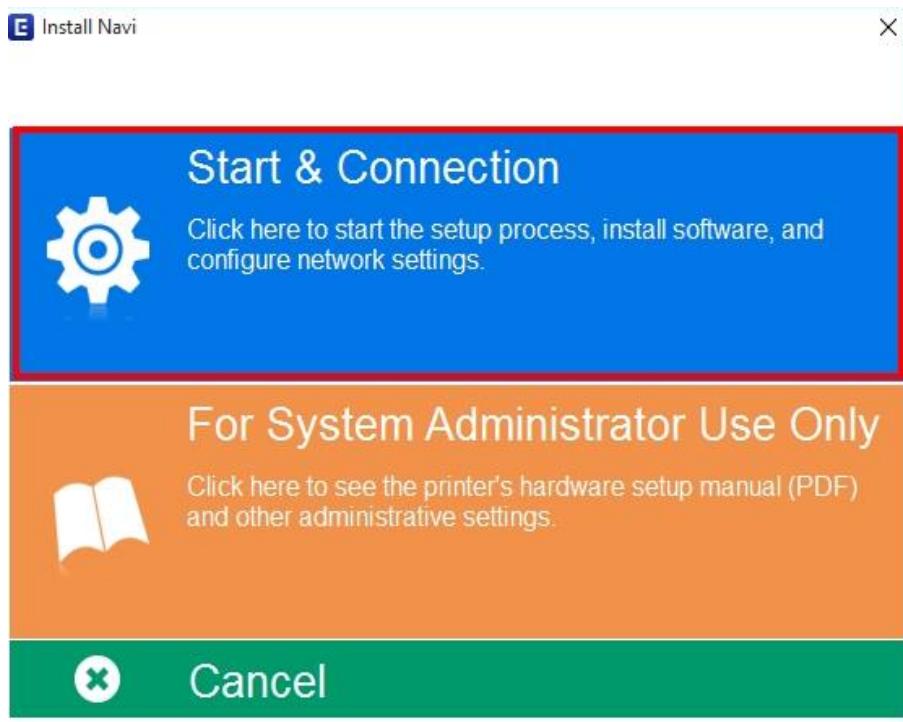 E Install Navi
Start & Connection
Click here to start the setup process, install software, and
configure network settings.
For System Administrator Use Only
Click here to see the printer's hardware setup manual (PDF)
and other administrative settings.
Cancel